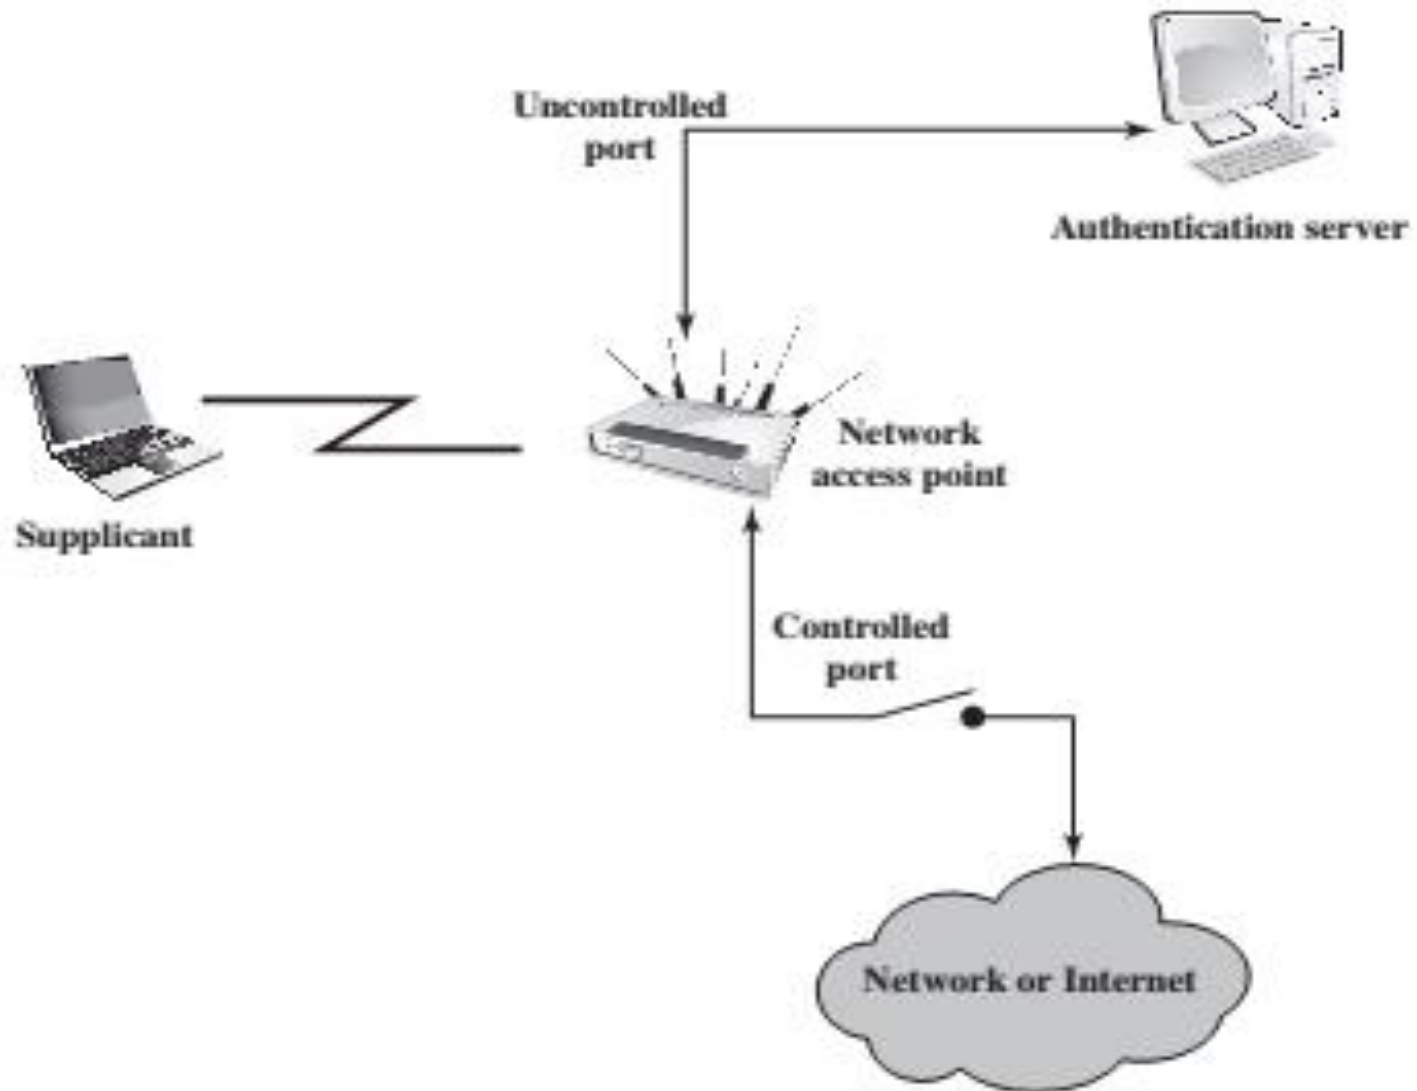 Uncontrolled
port
Authentication server
Network
access point
Supplicant
Controlled
port
Network or Internet